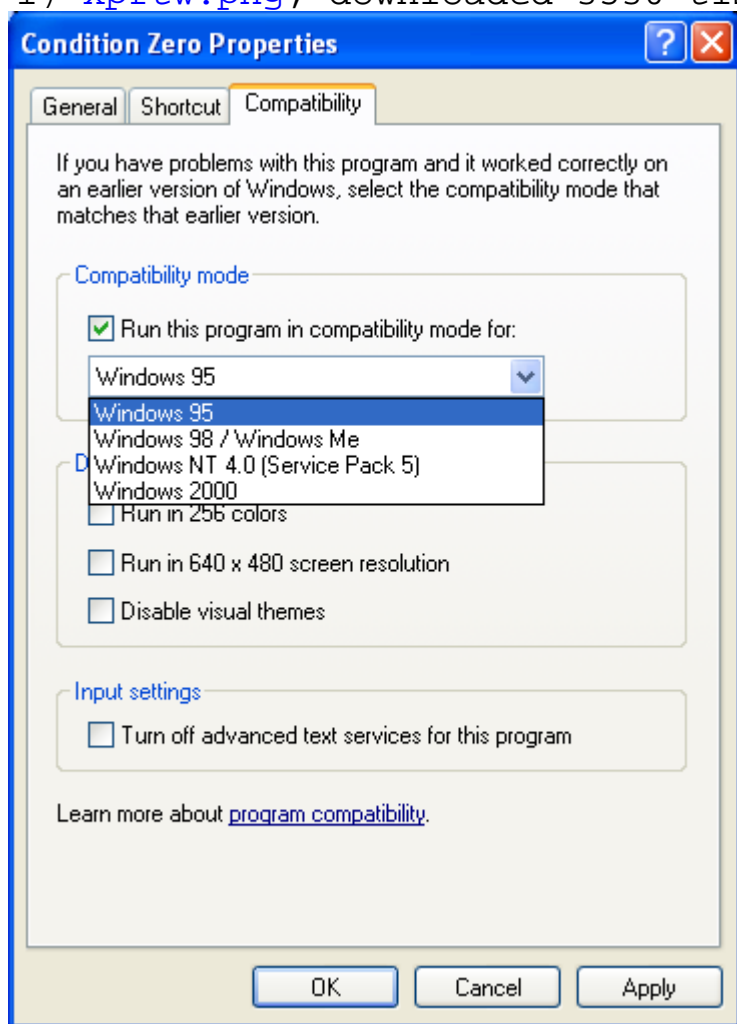 Condition Zero Properties
General Shortcut Compatibility
If you have problems with this program and it worked correctly on
an earlier version of Windows, select the compatibility mode that
matches that earlier version.
Compatibility mode
Run this program in compatibility mode for:
Windows 95
Windows 95
Windows 98 / Windows Me
Windows NT 4.0 (Service Pack 5)
Windows 2000
Run in 256 colors
Run in 640 x 480 screen resolution
Disable visual themes
Input settings
Turn off advanced text services for this program
Learn more about program compatibility.
OK Cancel Apply